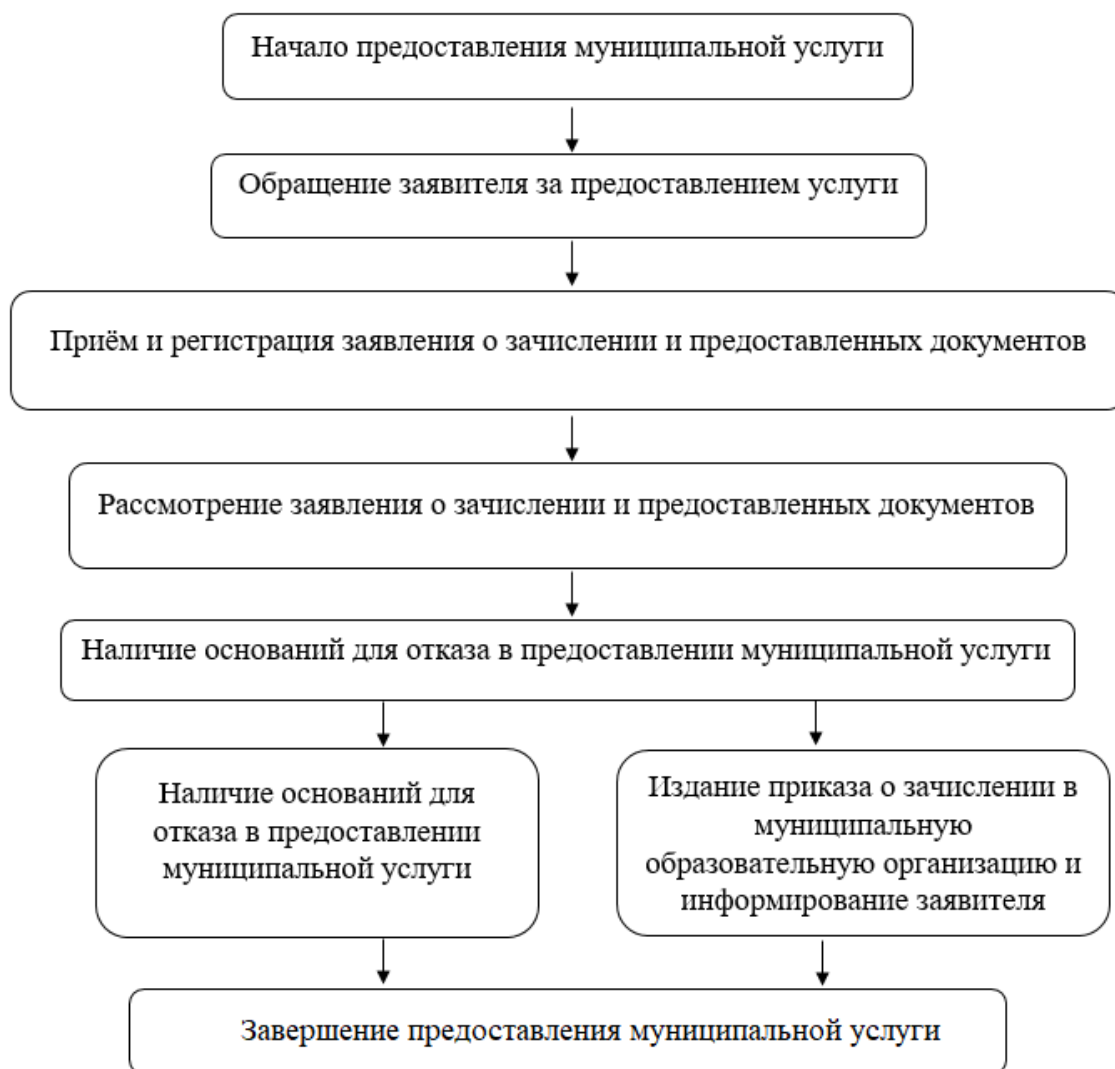 Начало предоставления муниципальной услуги
Обращение заявителя за предоставлением услуги
Приём и регистрация заявления о зачислении и предоставленных документов
Рассмотрение заявления о зачислении и предоставленных документов
Наличие оснований для отказа в предоставлении муниципальной услуги
Наличие оснований для
отказа в предоставлении
муниципальной услуги
Издание приказа о зачислении в
муниципальную
образовательную организацию и
информирование заявителя
Завершение предоставления муниципальной услуги